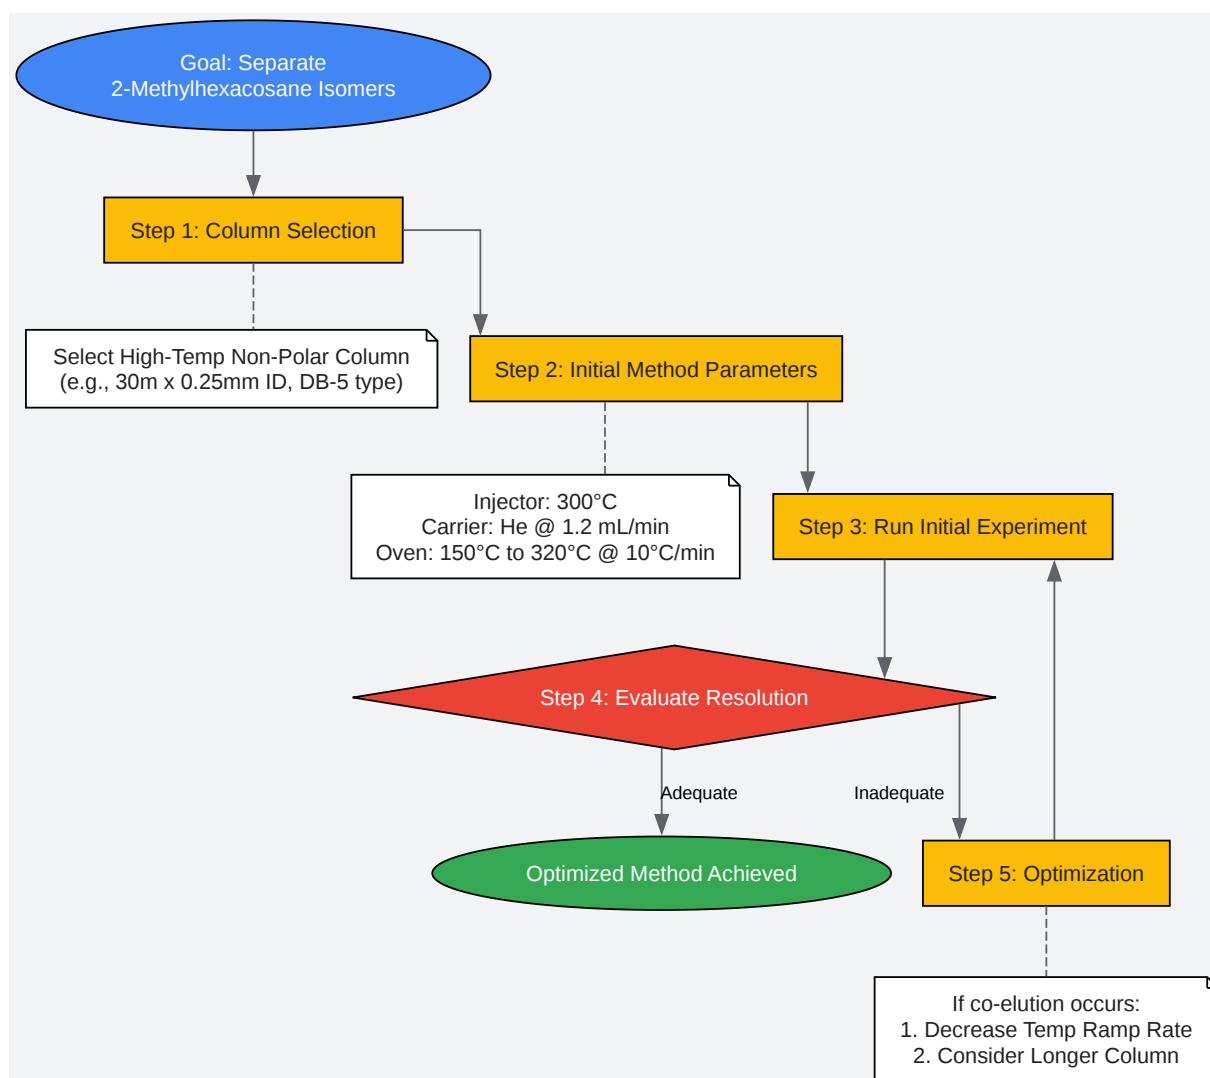 Goal: Separate
2-Methylhexacosane Isomers
Step 1: Column Selection
Select High-Temp Non-Polar Column
(e.g., 30m x 0.25mm ID, DB-5 type)
Step 2: Initial Method Parameters
Injector: 300°C
Carrier: He @ 1.2 mL/min
Oven: 150°C to 320°C @ 10°C/min
Step 3: Run Initial Experiment
Step 4: Evaluate Resolution
Adequate
Inadequate
Optimized Method Achieved
Step 5: Optimization
If co-elution occurs:
1. Decrease Temp Ramp Rate
2. Consider Longer Column